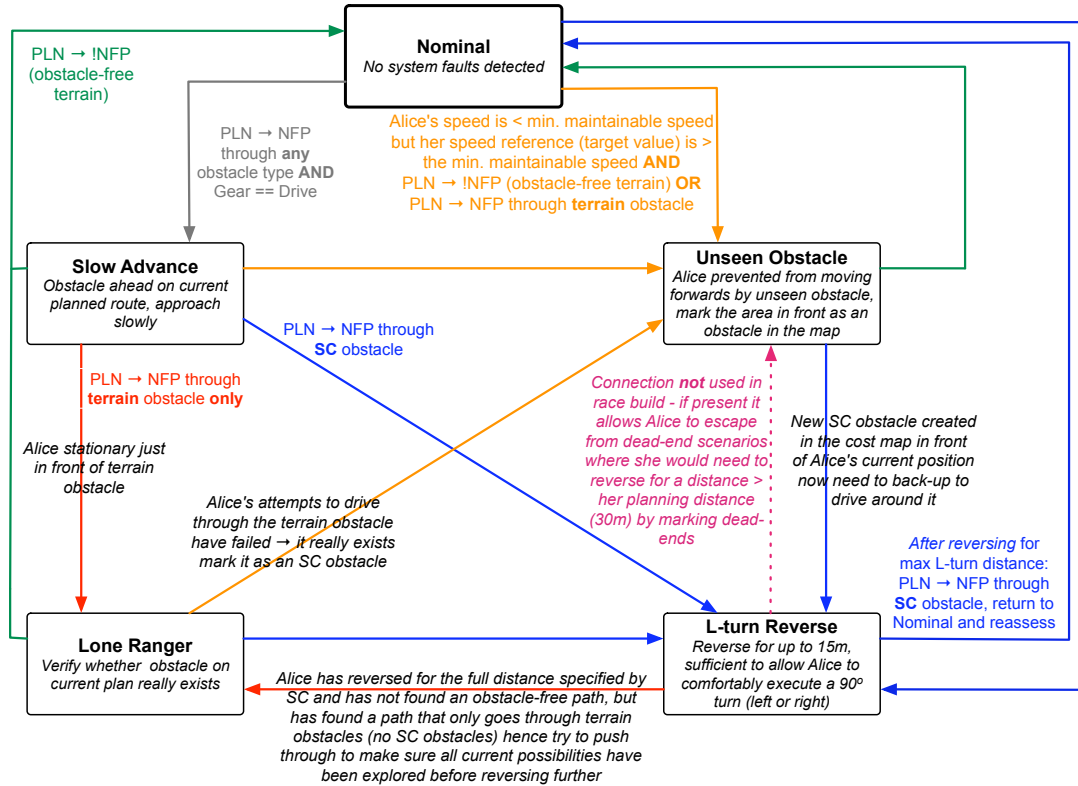 Nominal
No system faults detected
PLN → !NFP
(obstacle-free
terrain)
PLN → NFP
through any
obstacle type AND
Gear == Drive
Alice's speed is < min. maintainable speed
but her speed reference (target value) is >
the min. maintainable speed AND
PLN → !NFP (obstacle-free terrain) OR
PLN → NFP through terrain obstacle
Slow Advance
Obstacle ahead on current
planned route, approach
slowly
Unseen Obstacle
Alice prevented from moving
forwards by unseen obstacle,
mark the area in front as an
obstacle in the map
PLN → NFP through
SC obstacle
PLN → NFP through
terrain obstacle only
Alice stationary just
in front of terrain
obstacle
Connection not used in
race build - if present it
allows Alice to escape
from dead-end scenarios
where she would need to
reverse for a distance >
her planning distance
(30m) by marking dead-
ends
New SC obstacle created
in the cost map in front
of Alice's current position
now need to back-up to
drive around it
Alice's attempts to drive
through the terrain obstacle
have failed → it really exists
mark it as an SC obstacle
After reversing for
max L-turn distance:
PLN → NFP through
SC obstacle, return to
Nominal and reassess
Lone Ranger
Verify whether obstacle on
current plan really exists
L-turn Reverse
Reverse for up to 15m,
sufficient to allow Alice to
comfortably execute a 90º
turn (left or right)
Alice has reversed for the full distance specified by
SC and has not found an obstacle-free path, but
has found a path that only goes through terrain
obstacles (no SC obstacles) hence try to push
through to make sure all current possibilities have
been explored before reversing further